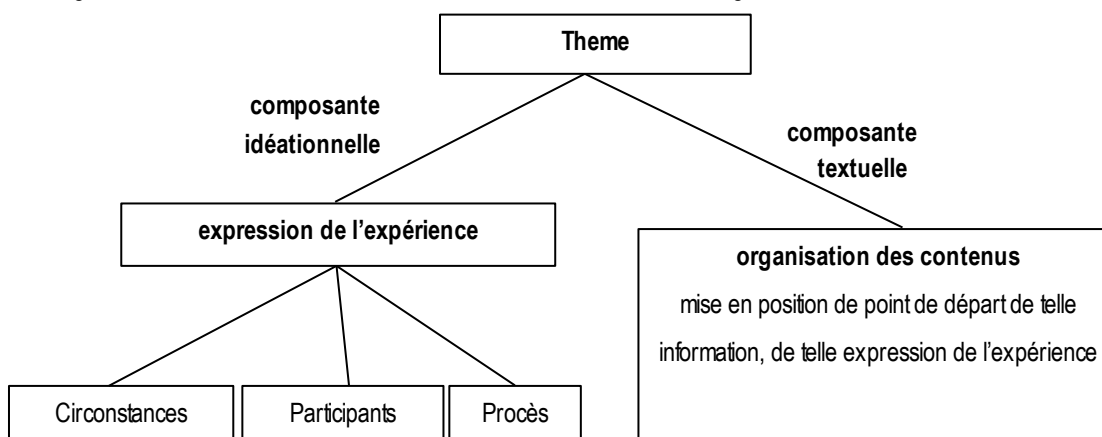 Theme
composante
idéationnelle
composante
textuelle
expression de l’expérience
organisation des contenus
mise en position de point de départ de telle
information, de telle expression de l’expérience
Circonstances
Participants
Procès